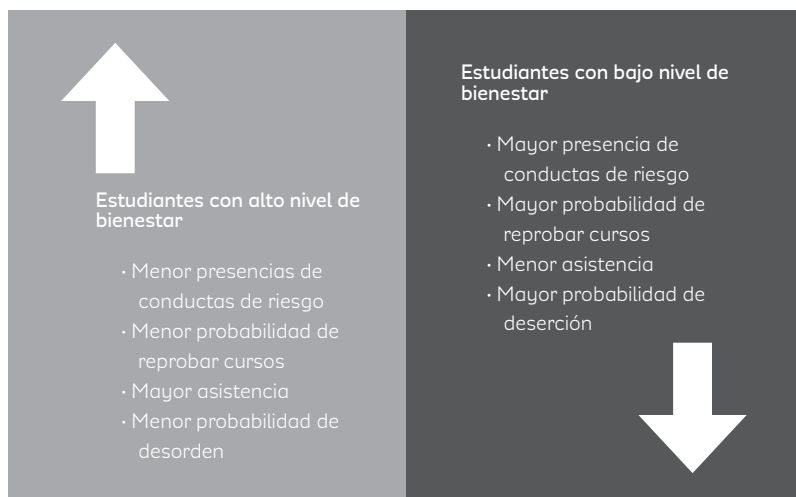 Estudiantes con alto nivel de
bienestar
· Menor presencias de
conductas de riesgo
· Menor probabilidad de
reprobar cursos
· Mayor asistencia
· Menor probabilidad de
desorden
Estudiantes con bajo nivel de
bienestar
· Mayor presencia de
conductas de riesgo
· Mayor probabilidad de
reprobar cursos
· Menor asistencia
· Mayor probabilidad de
deserción